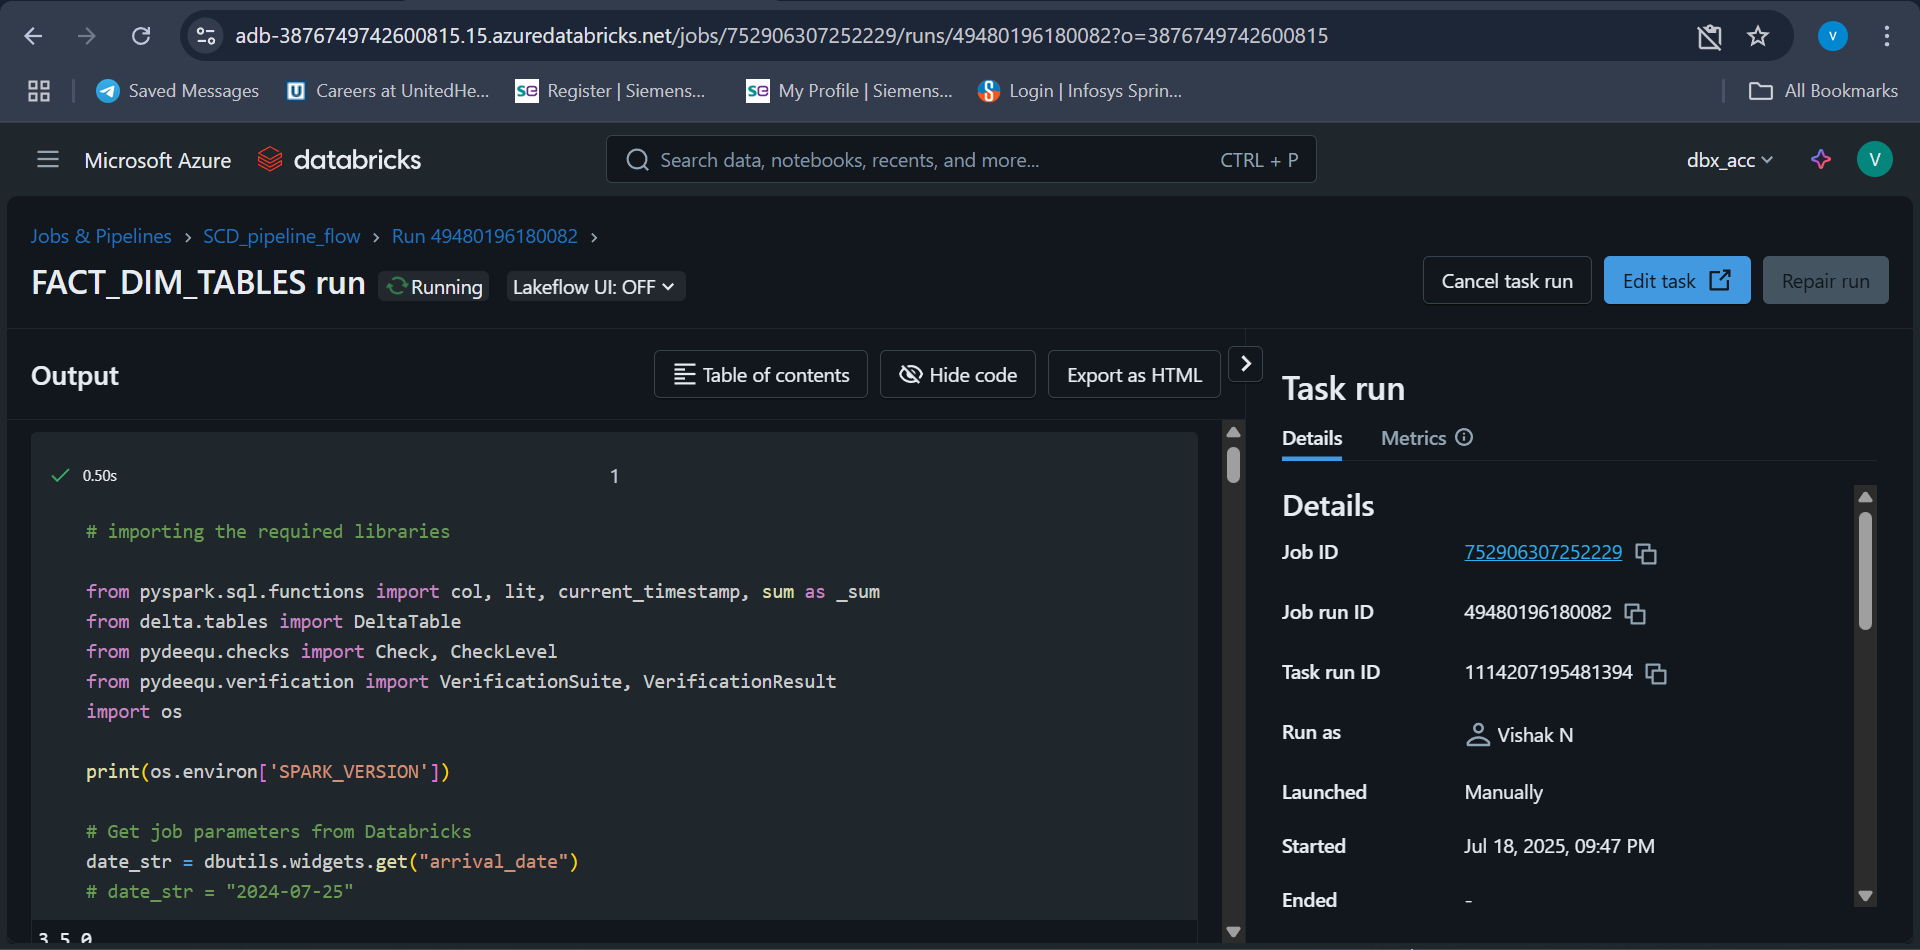 adb-3876749742600815.15.azuredatabricks.net/jobs/752906307252229/runs/49480196180082?o=3876749742600815
V
Saved Messages
U Careers at UnitedHe...
se Register | Siemens...
se My Profile | Siemens...
S Login | Infosys Sprin...
All Bookmarks
Microsoft Azure databricks
Search data, notebooks, recents, and more... CTRL + P
dbx_acc
V
Jobs & Pipelines > SCD_pipeline_flow > Run 49480196180082 >
FACT_DIM_TABLES run Running Lakeflow UI: OFF
Cancel task run Edit task Repair run
Output
Table of contents Hide code Export as HTML
0.50s 1
# importing the required libraries
from pyspark.sql.functions import col, lit, current_timestamp, sum as _sum
from delta.tables import DeltaTable
from pydeequ.checks import Check, CheckLevel
from pydeequ.verification import VerificationSuite, VerificationResult
import os
print(os.environ['SPARK_VERSION'])
# Get job parameters from Databricks
date_str = dbutils.widgets.get("arrival_date")
# date_str = "2024-07-25"
3.5.0
Task run
Details Metrics
Details
Job ID 752906307252229
Job run ID 49480196180082
Task run ID 1114207195481394
Run as Vishak N
Launched Manually
Started Jul 18, 2025, 09:47 PM
Ended -